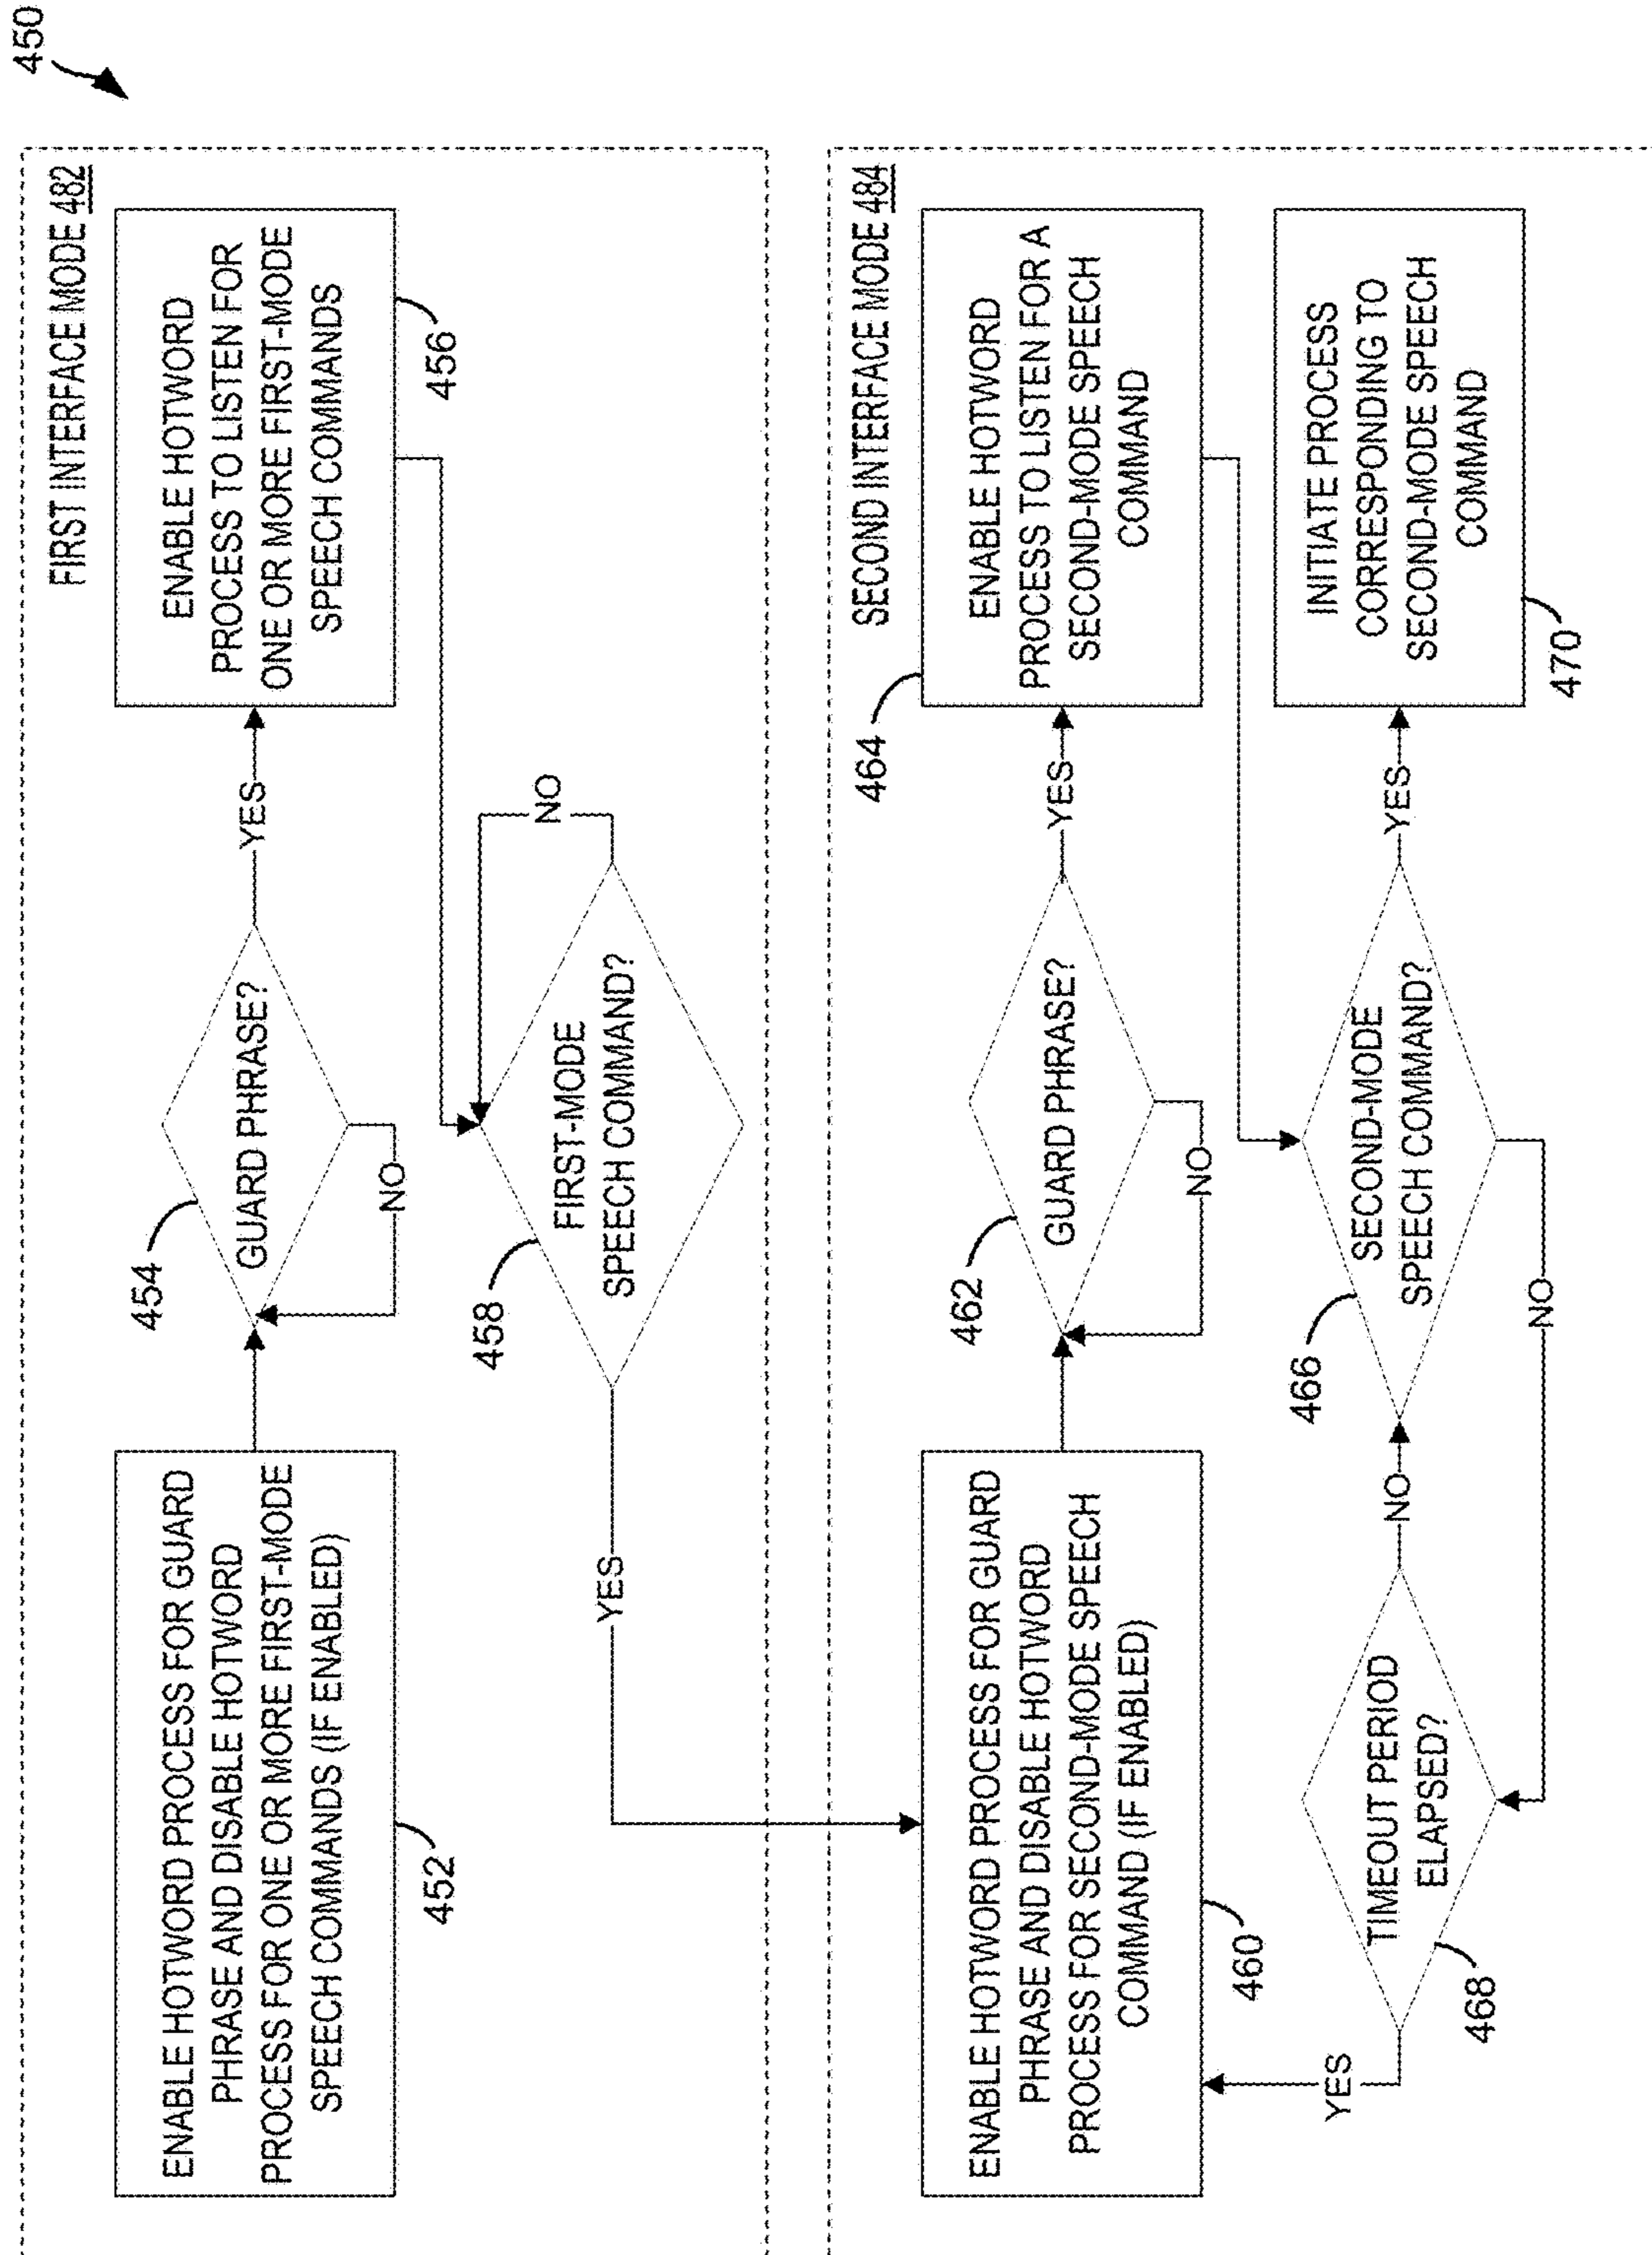 450
FIRST INTERFACE MODE 482
ENABLE HOTWORD PROCESS FOR GUARD
PHRASE AND DISABLE HOTWORD
PROCESS FOR ONE OR MORE FIRST-MODE
SPEECH COMMANDS (IF ENABLED)
452
454
GUARD PHRASE?
NO
YES
ENABLE HOTWORD
PROCESS TO LISTEN FOR
ONE OR MORE FIRST-MODE
SPEECH COMMANDS
456
458
FIRST-MODE
SPEECH COMMAND?
NO
YES
SECOND INTERFACE MODE 484
ENABLE HOTWORD PROCESS FOR GUARD
PHRASE AND DISABLE HOTWORD
PROCESS FOR SECOND-MODE SPEECH
COMMAND (IF ENABLED)
460
462
GUARD PHRASE?
NO
YES
464
ENABLE HOTWORD
PROCESS TO LISTEN FOR A
SECOND-MODE SPEECH
COMMAND
YES
TIMEOUT PERIOD
ELAPSED?
468
NO
466
SECOND-MODE
SPEECH COMMAND?
NO
YES
INITIATE PROCESS
CORRESPONDING TO
SECOND-MODE SPEECH
COMMAND
470